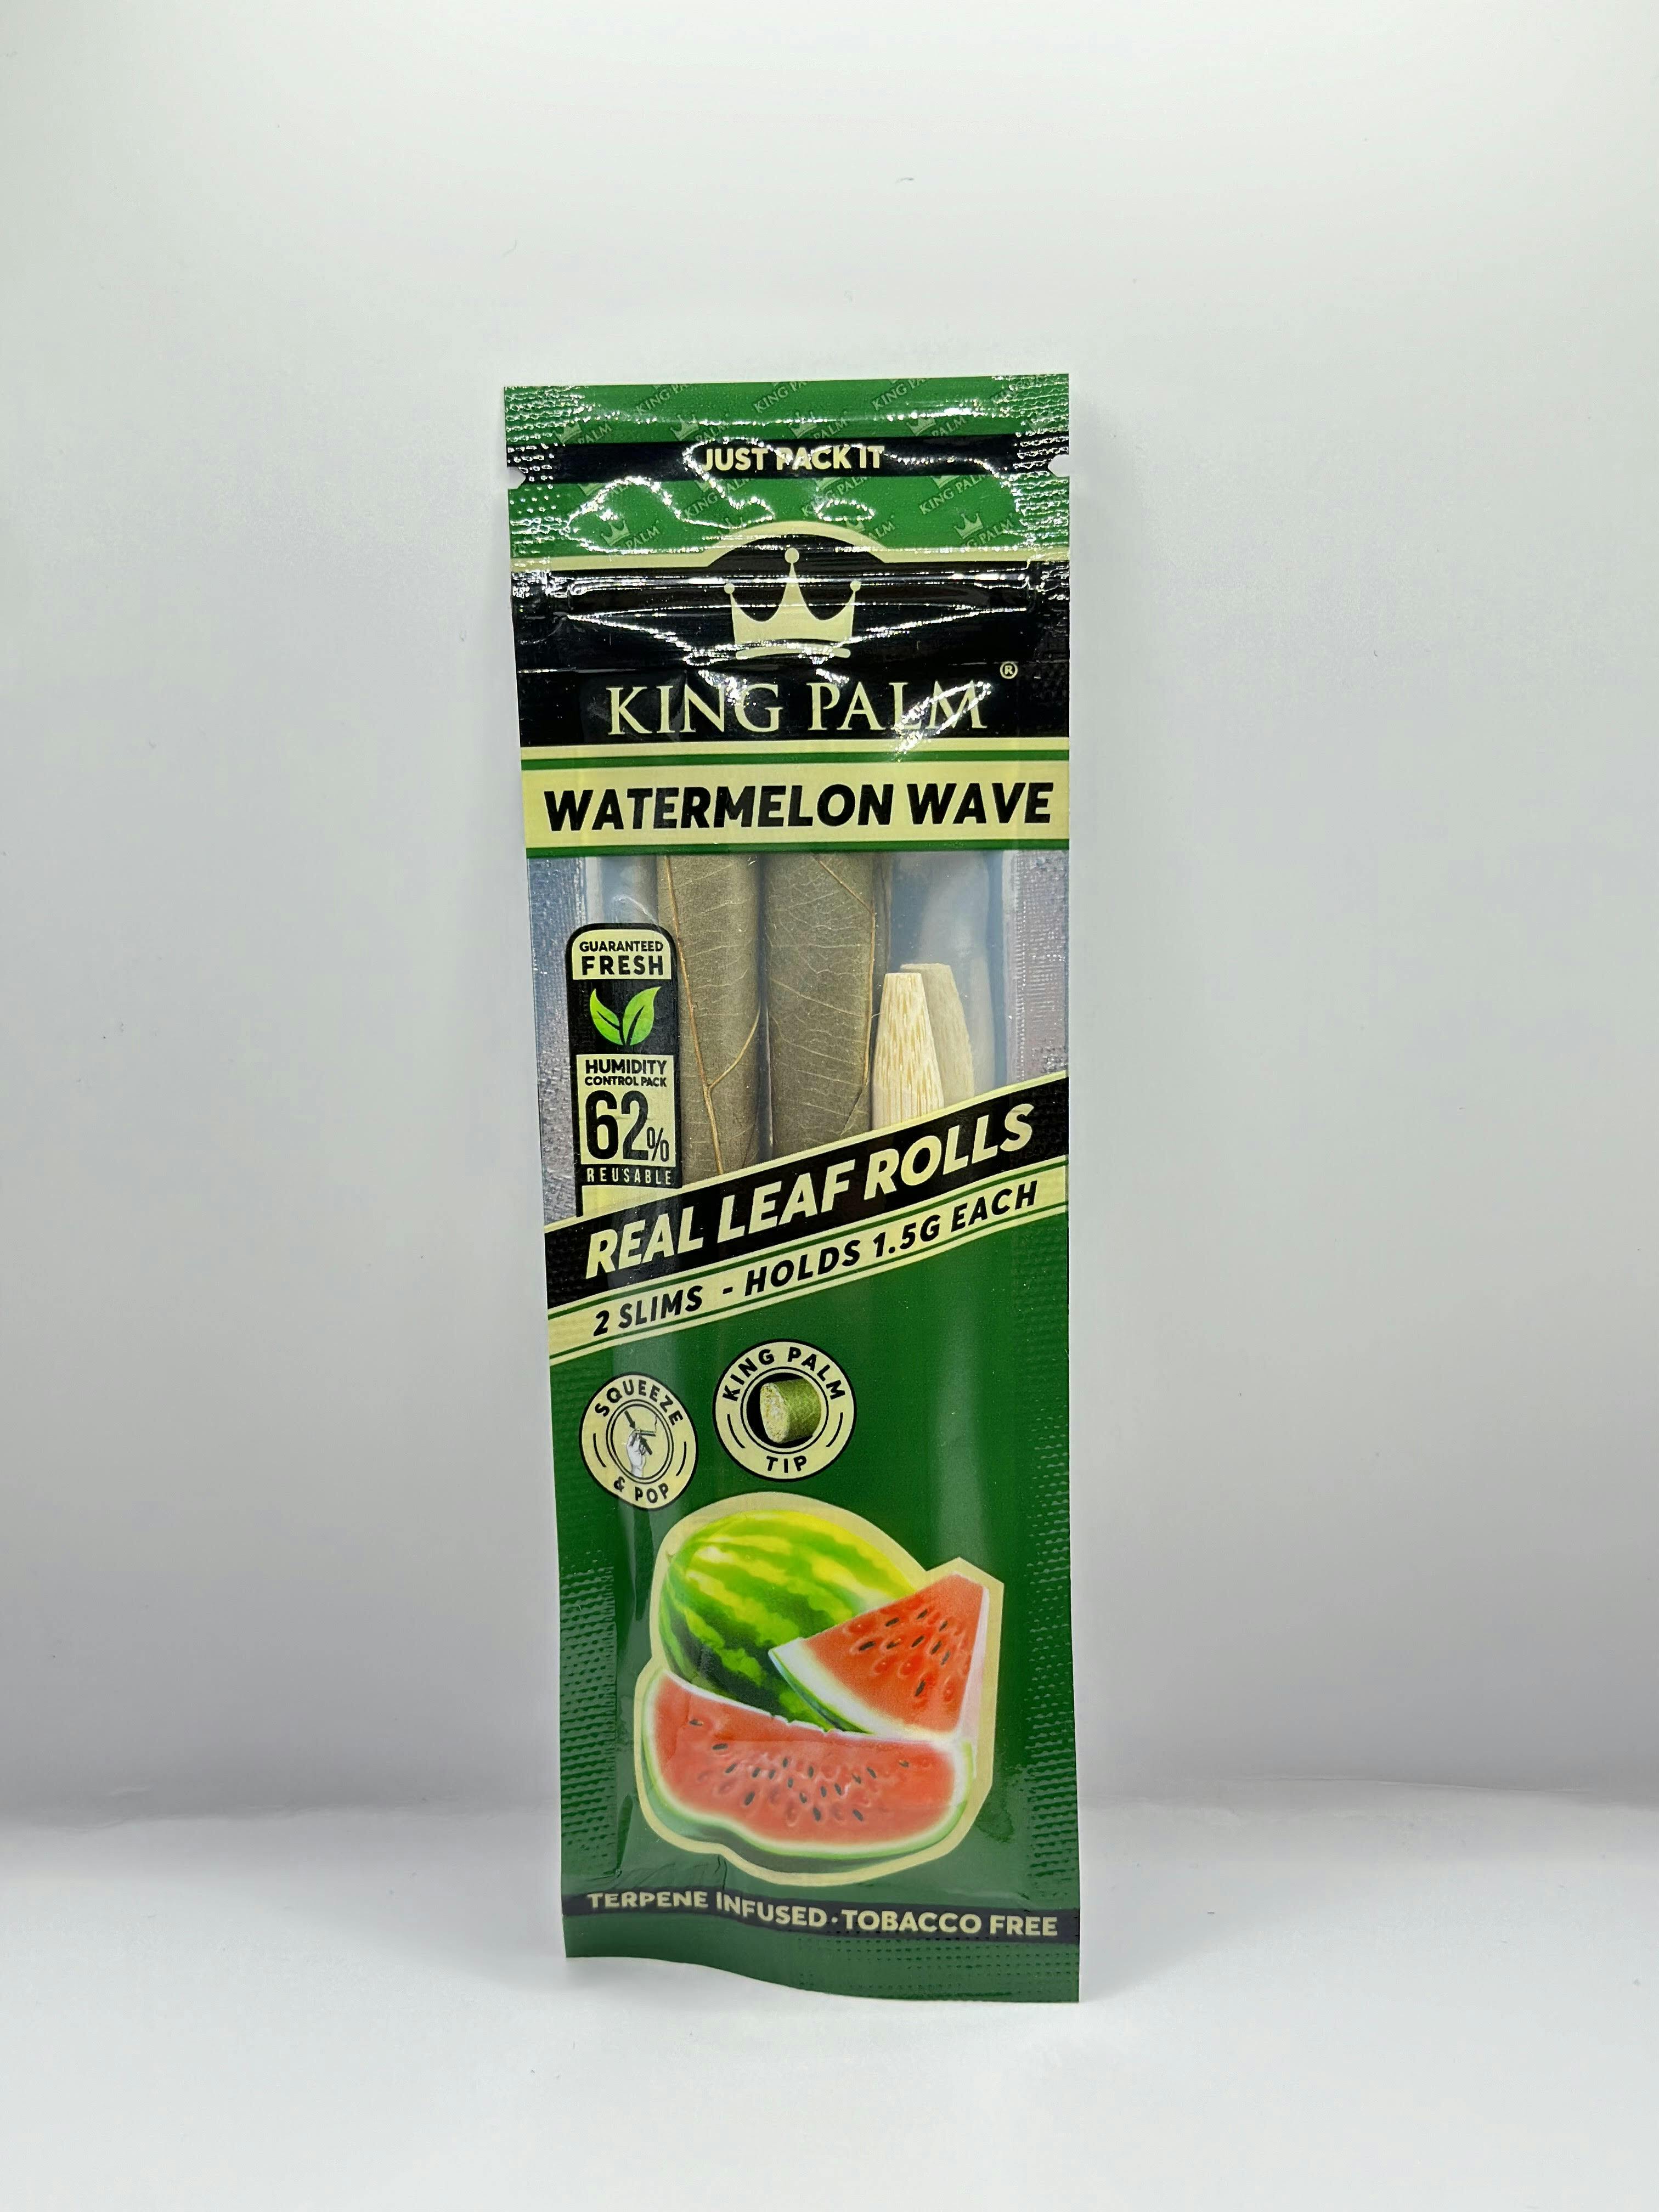 JUST PACK IT
KING PALM®
WATERMELON WAVE
GUARANTEED
FRESH
HUMIDITY
CONTROL PACK
62%
REUSABLE
REAL LEAF ROLLS
2 SLIMS - HOLDS 1.5G EACH
SQUEEZE
& POP
KING PALM
TIP
TERPENE INFUSED·TOBACCO FREE